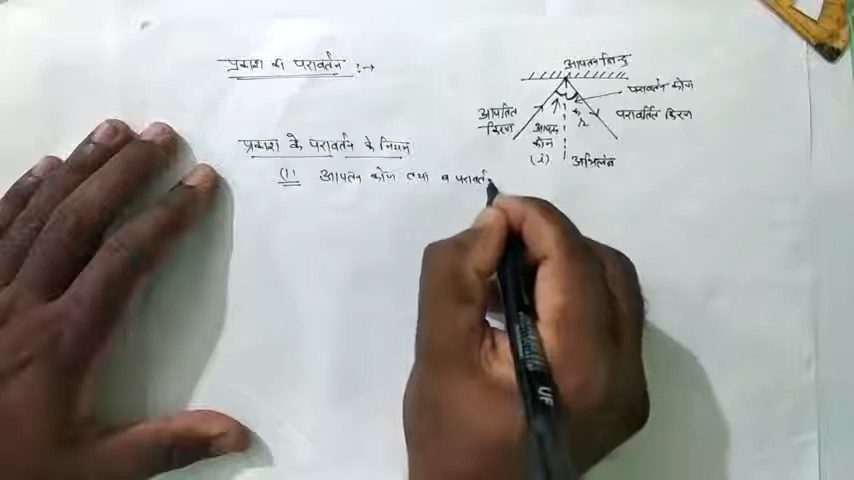 प्रकाश का परावर्तन :→
आपतन बिन्दु
परावर्तन कोण
आपतित
किरण
परावर्तित किरण
आपतन
कोण
(i)
r
अभिलंब
प्रकाश के परावर्तन के नियम
(1) आपतन कोण तथा व परावर्त
UF